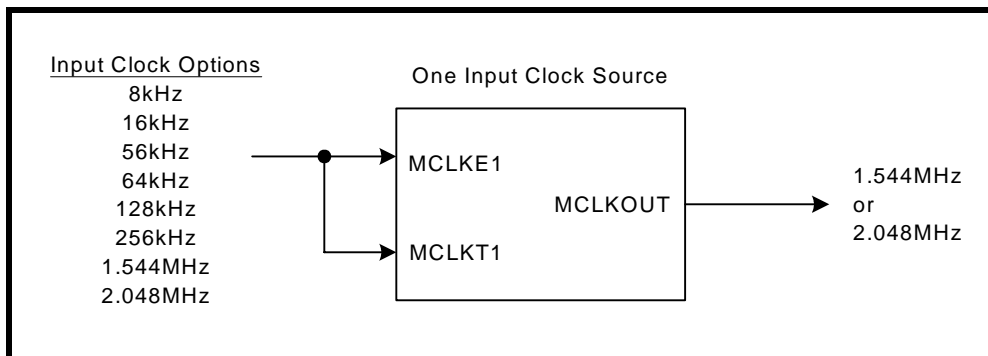 Input Clock Options
8kHz
16kHz
56kHz
64kHz
128kHz
256kHz
1.544MHz
2.048MHz
One Input Clock Source
MCLKE1
MCLKT1
MCLKOUT
1.544MHz
or
2.048MHz